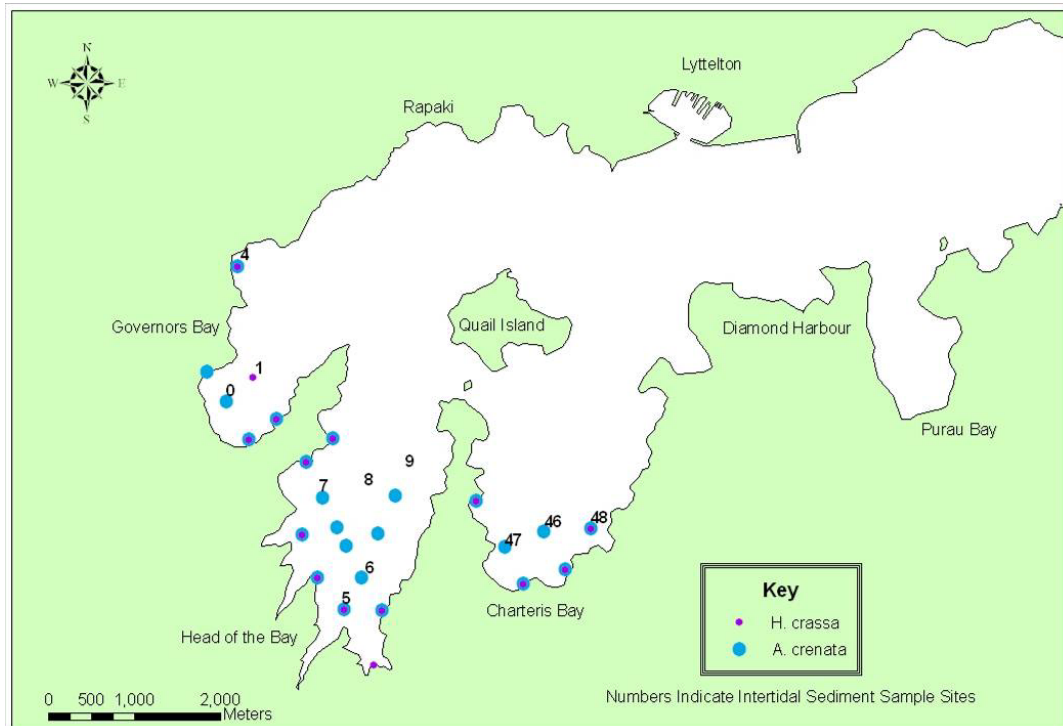 N
W E
S
Lyttelton
Rapaki
4
Governors Bay
Quail Island
Diamond Harbour
1
0
Purau Bay
9
8
7
48
46
47
6
5
Charteris Bay
Head of the Bay
Key
H. crassa
A. crenata
0 500 1,000 2,000
Meters
Numbers Indicate Intertidal Sediment Sample Sites